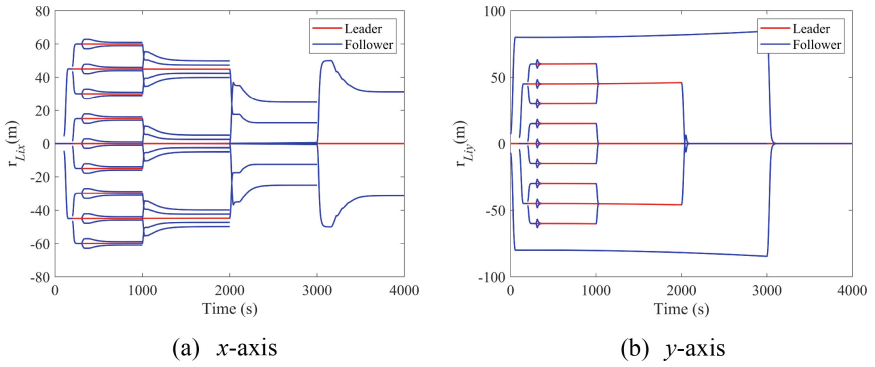 80
60
40
20
0
-20
-40
-60
-80
r_Lix(m)
Leader
Follower
0 1000 2000 3000 4000
Time (s)
(a) x-axis
100
50
0
-50
-100
r_Liy(m)
Leader
Follower
0 1000 2000 3000 4000
Time (s)
(b) y-axis